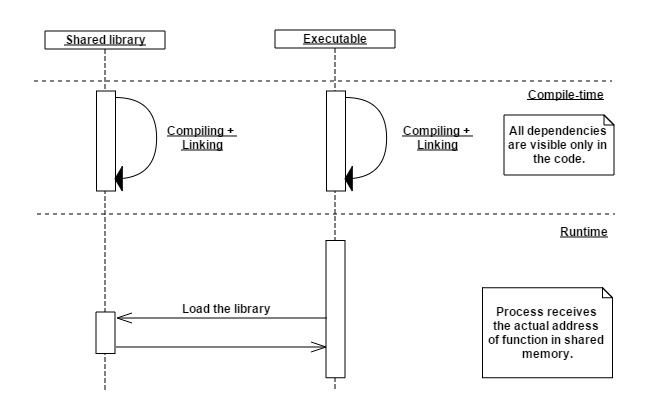 Shared library
Executable
Compile-time
Compiling +
Linking
Compiling +
Linking
All dependencies
are visible only in
the code.
Runtime
Load the library
Process receives
the actual address
of function in shared
memory.